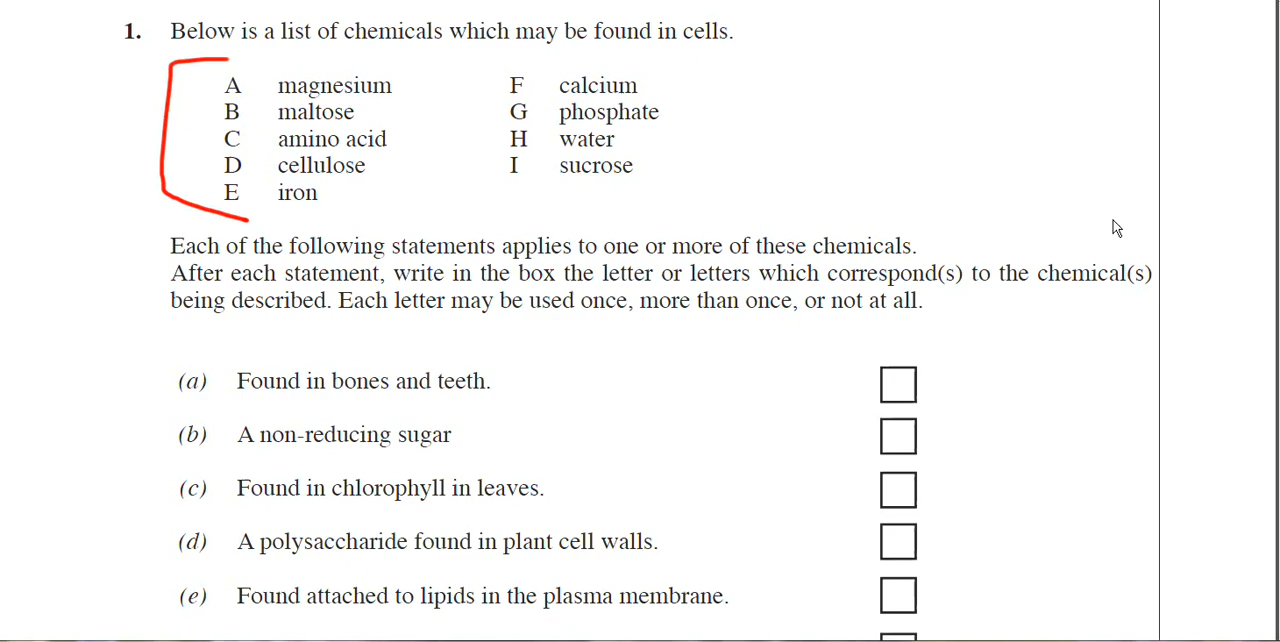 1. Below is a list of chemicals which may be found in cells.
A magnesium F calcium
B maltose G phosphate
C amino acid H water
D cellulose I sucrose
E iron
Each of the following statements applies to one or more of these chemicals.
After each statement, write in the box the letter or letters which correspond(s) to the chemical(s)
being described. Each letter may be used once, more than once, or not at all.
(a) Found in bones and teeth.
(b) A non-reducing sugar
(c) Found in chlorophyll in leaves.
(d) A polysaccharide found in plant cell walls.
(e) Found attached to lipids in the plasma membrane.